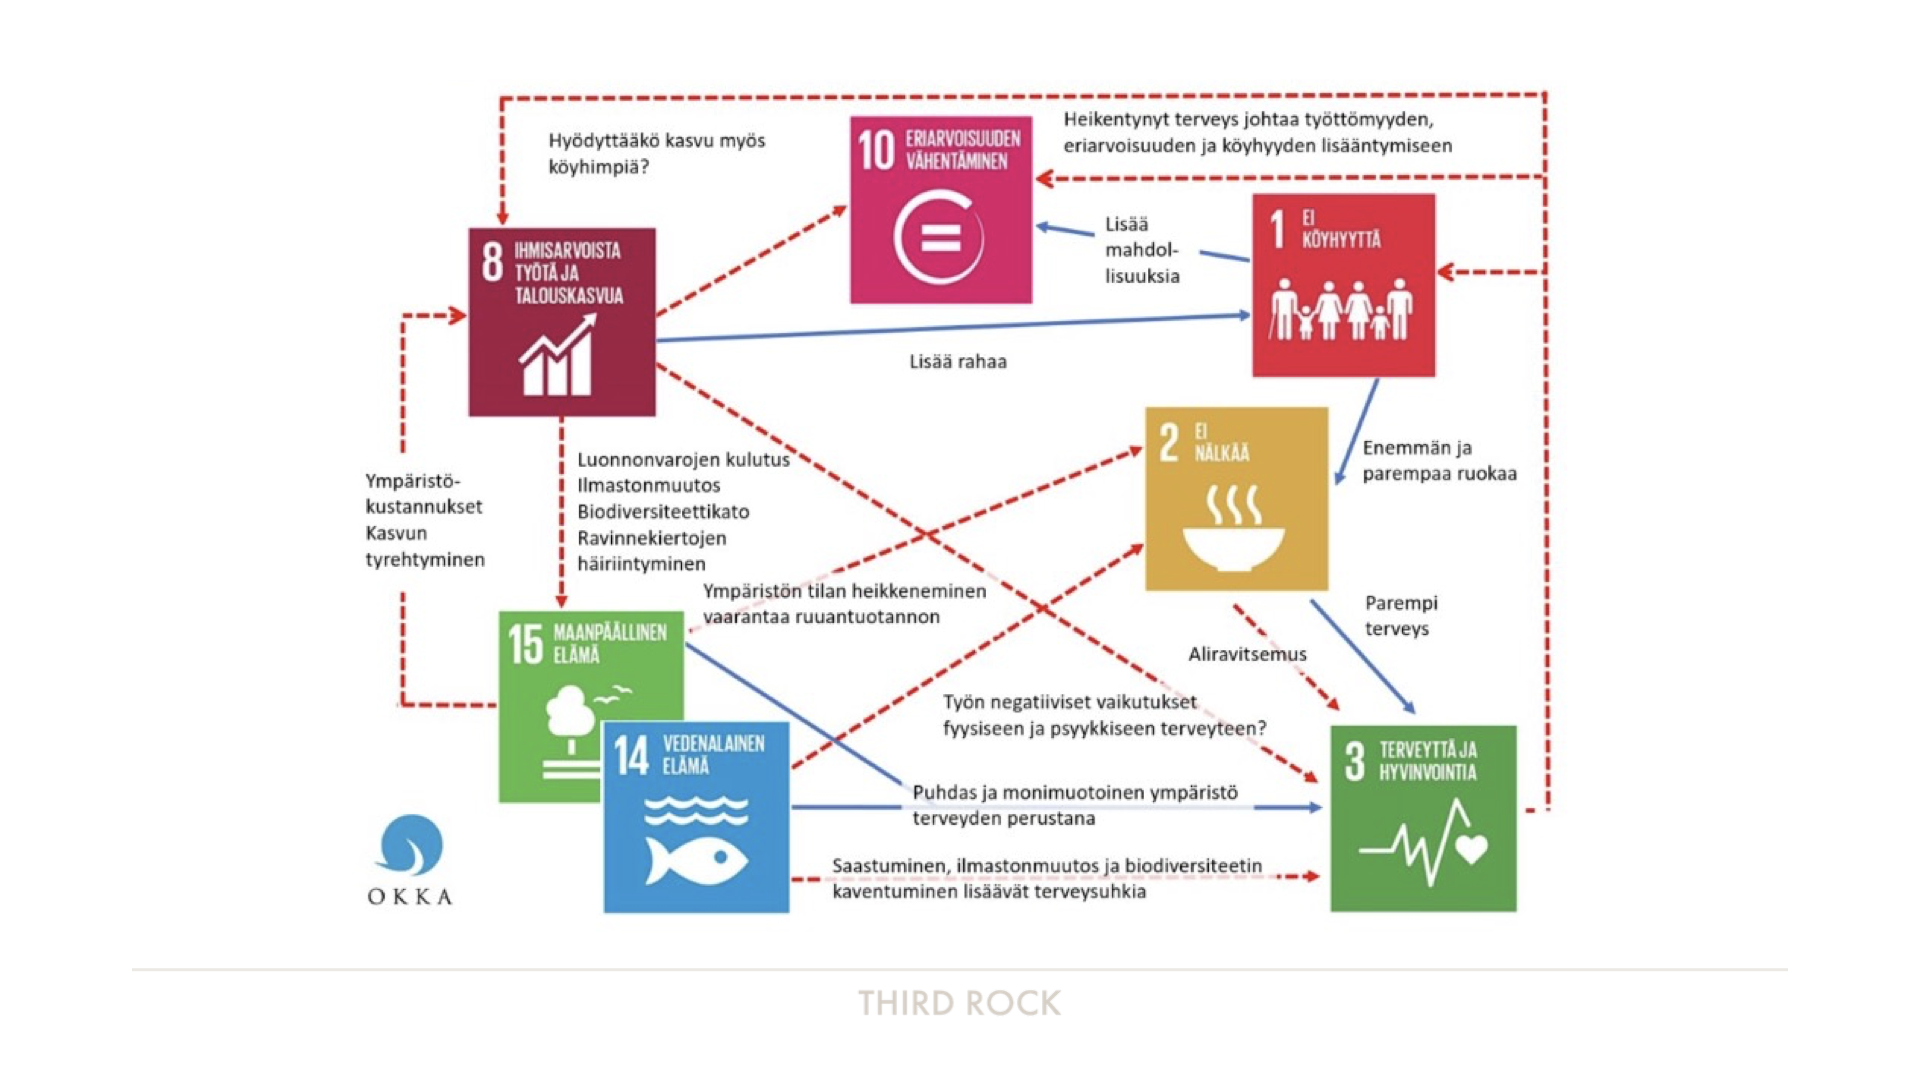 Hyödyttääkö kasvu myös
köyhimpiä?
10 ERIARVOISUUDEN
VÄHENTÄMINEN
Heikentynyt terveys johtaa työttömyyden,
eriarvoisuuden ja köyhyyden lisääntymiseen
8 IHMISARVOISTA
TYÖTÄ JA
TALOUSKASVUA
Lisää
mahdol-
lisuuksia
1 EI
KÖYHYYTTÄ
Lisää rahaa
2 EI
NÄLKÄÄ
Enemmän ja
parempaa ruokaa
Ympäristö-
kustannukset
Kasvun
tyrehtyminen
Luonnonvarojen kulutus
Ilmastonmuutos
Biodiversiteettikato
Ravinnekiertojen
häiriintyminen
Ympäristön tilan heikkeneminen
vaarantaa ruuantuotannon
Parempi
terveys
Aliravitsemus
15 MAANPÄÄLLINEN
ELÄMÄ
Työn negatiiviset vaikutukset
fyysiseen ja psyykkiseen terveyteen?
14 VEDENALAINEN
ELÄMÄ
3 TERVEYTTÄ JA
HYVINVOINTIA
Puhdas ja monimuotoinen ympäristö
terveyden perustana
Saastuminen, ilmastonmuutos ja biodiversiteetin
kaventuminen lisäävät terveysuhkia
OKKA
THIRD ROCK